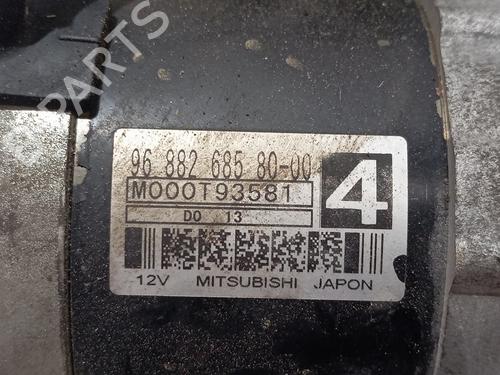 96 882 685 80-00
M000T93581
4
D0 13
12V MITSUBISHI JAPON
PARTS